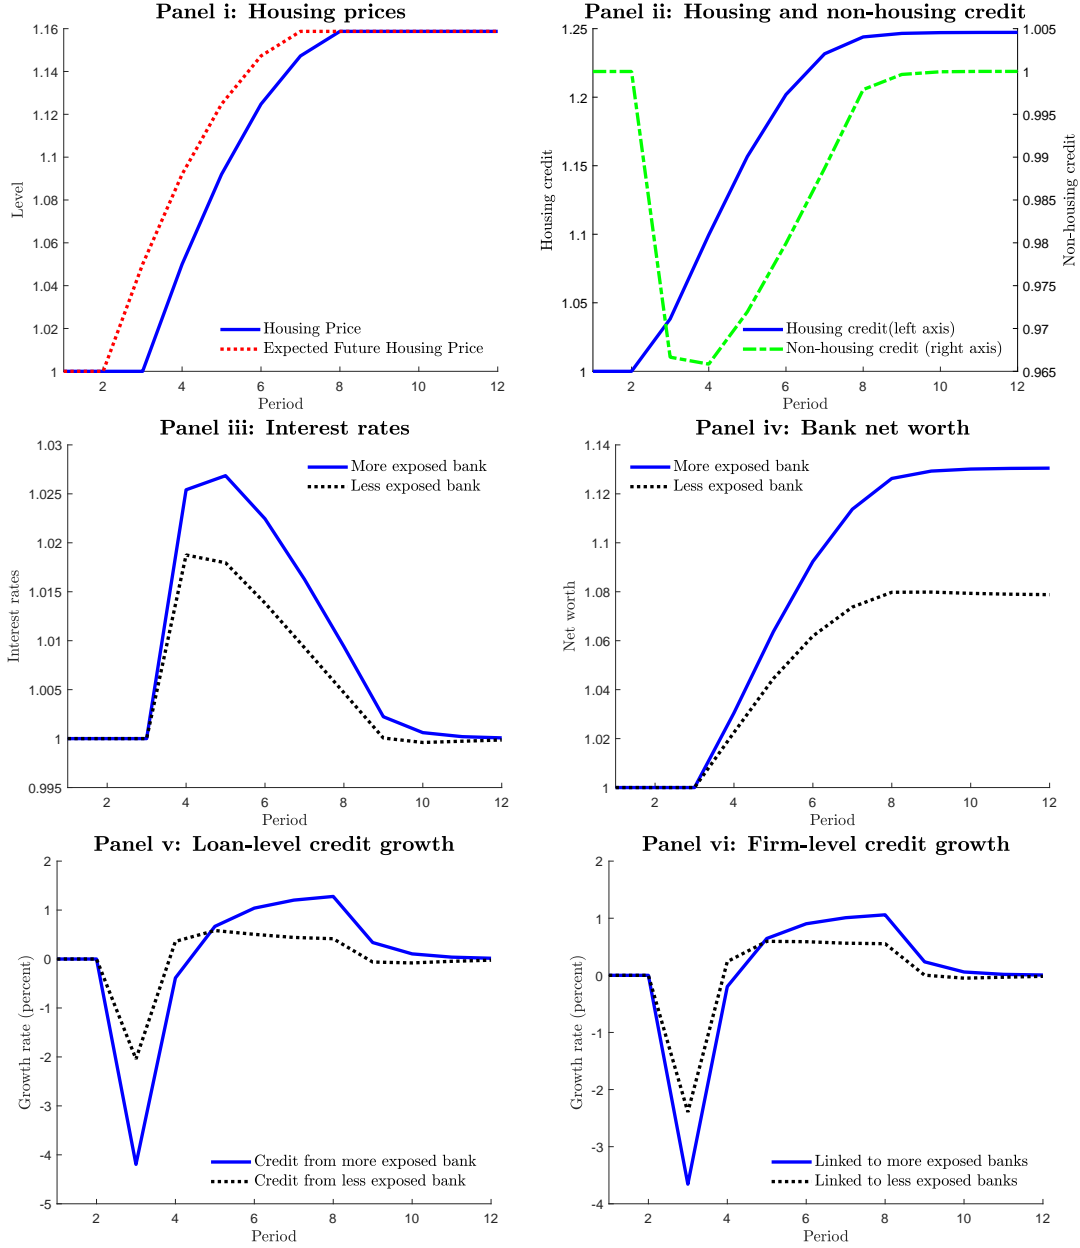 Panel i: Housing prices
1.16
1.14
1.12
1.1
1.08
1.06
1.04
1.02
1
Level
2 4 6 8 10 12
Period
Housing Price
Expected Future Housing Price
Panel ii: Housing and non-housing credit
1.25
1.2
1.15
1.1
1.05
1
Housing credit
1.005
1
0.995
0.99
0.985
0.98
0.975
0.97
0.965
Non-housing credit
2 4 6 8 10 12
Period
Housing credit(left axis)
Non-housing credit (right axis)
Panel iii: Interest rates
1.03
1.025
1.02
1.015
1.01
1.005
1
0.995
Interest rates
2 4 6 8 10 12
Period
More exposed bank
Less exposed bank
Panel iv: Bank net worth
1.14
1.12
1.1
1.08
1.06
1.04
1.02
1
Net worth
2 4 6 8 10 12
Period
More exposed bank
Less exposed bank
Panel v: Loan-level credit growth
2
1
0
-1
-2
-3
-4
-5
Growth rate (percent)
2 4 6 8 10 12
Period
Credit from more exposed bank
Credit from less exposed bank
Panel vi: Firm-level credit growth
2
1
0
-1
-2
-3
-4
Growth rate (percent)
2 4 6 8 10 12
Period
Linked to more exposed banks
Linked to less exposed banks